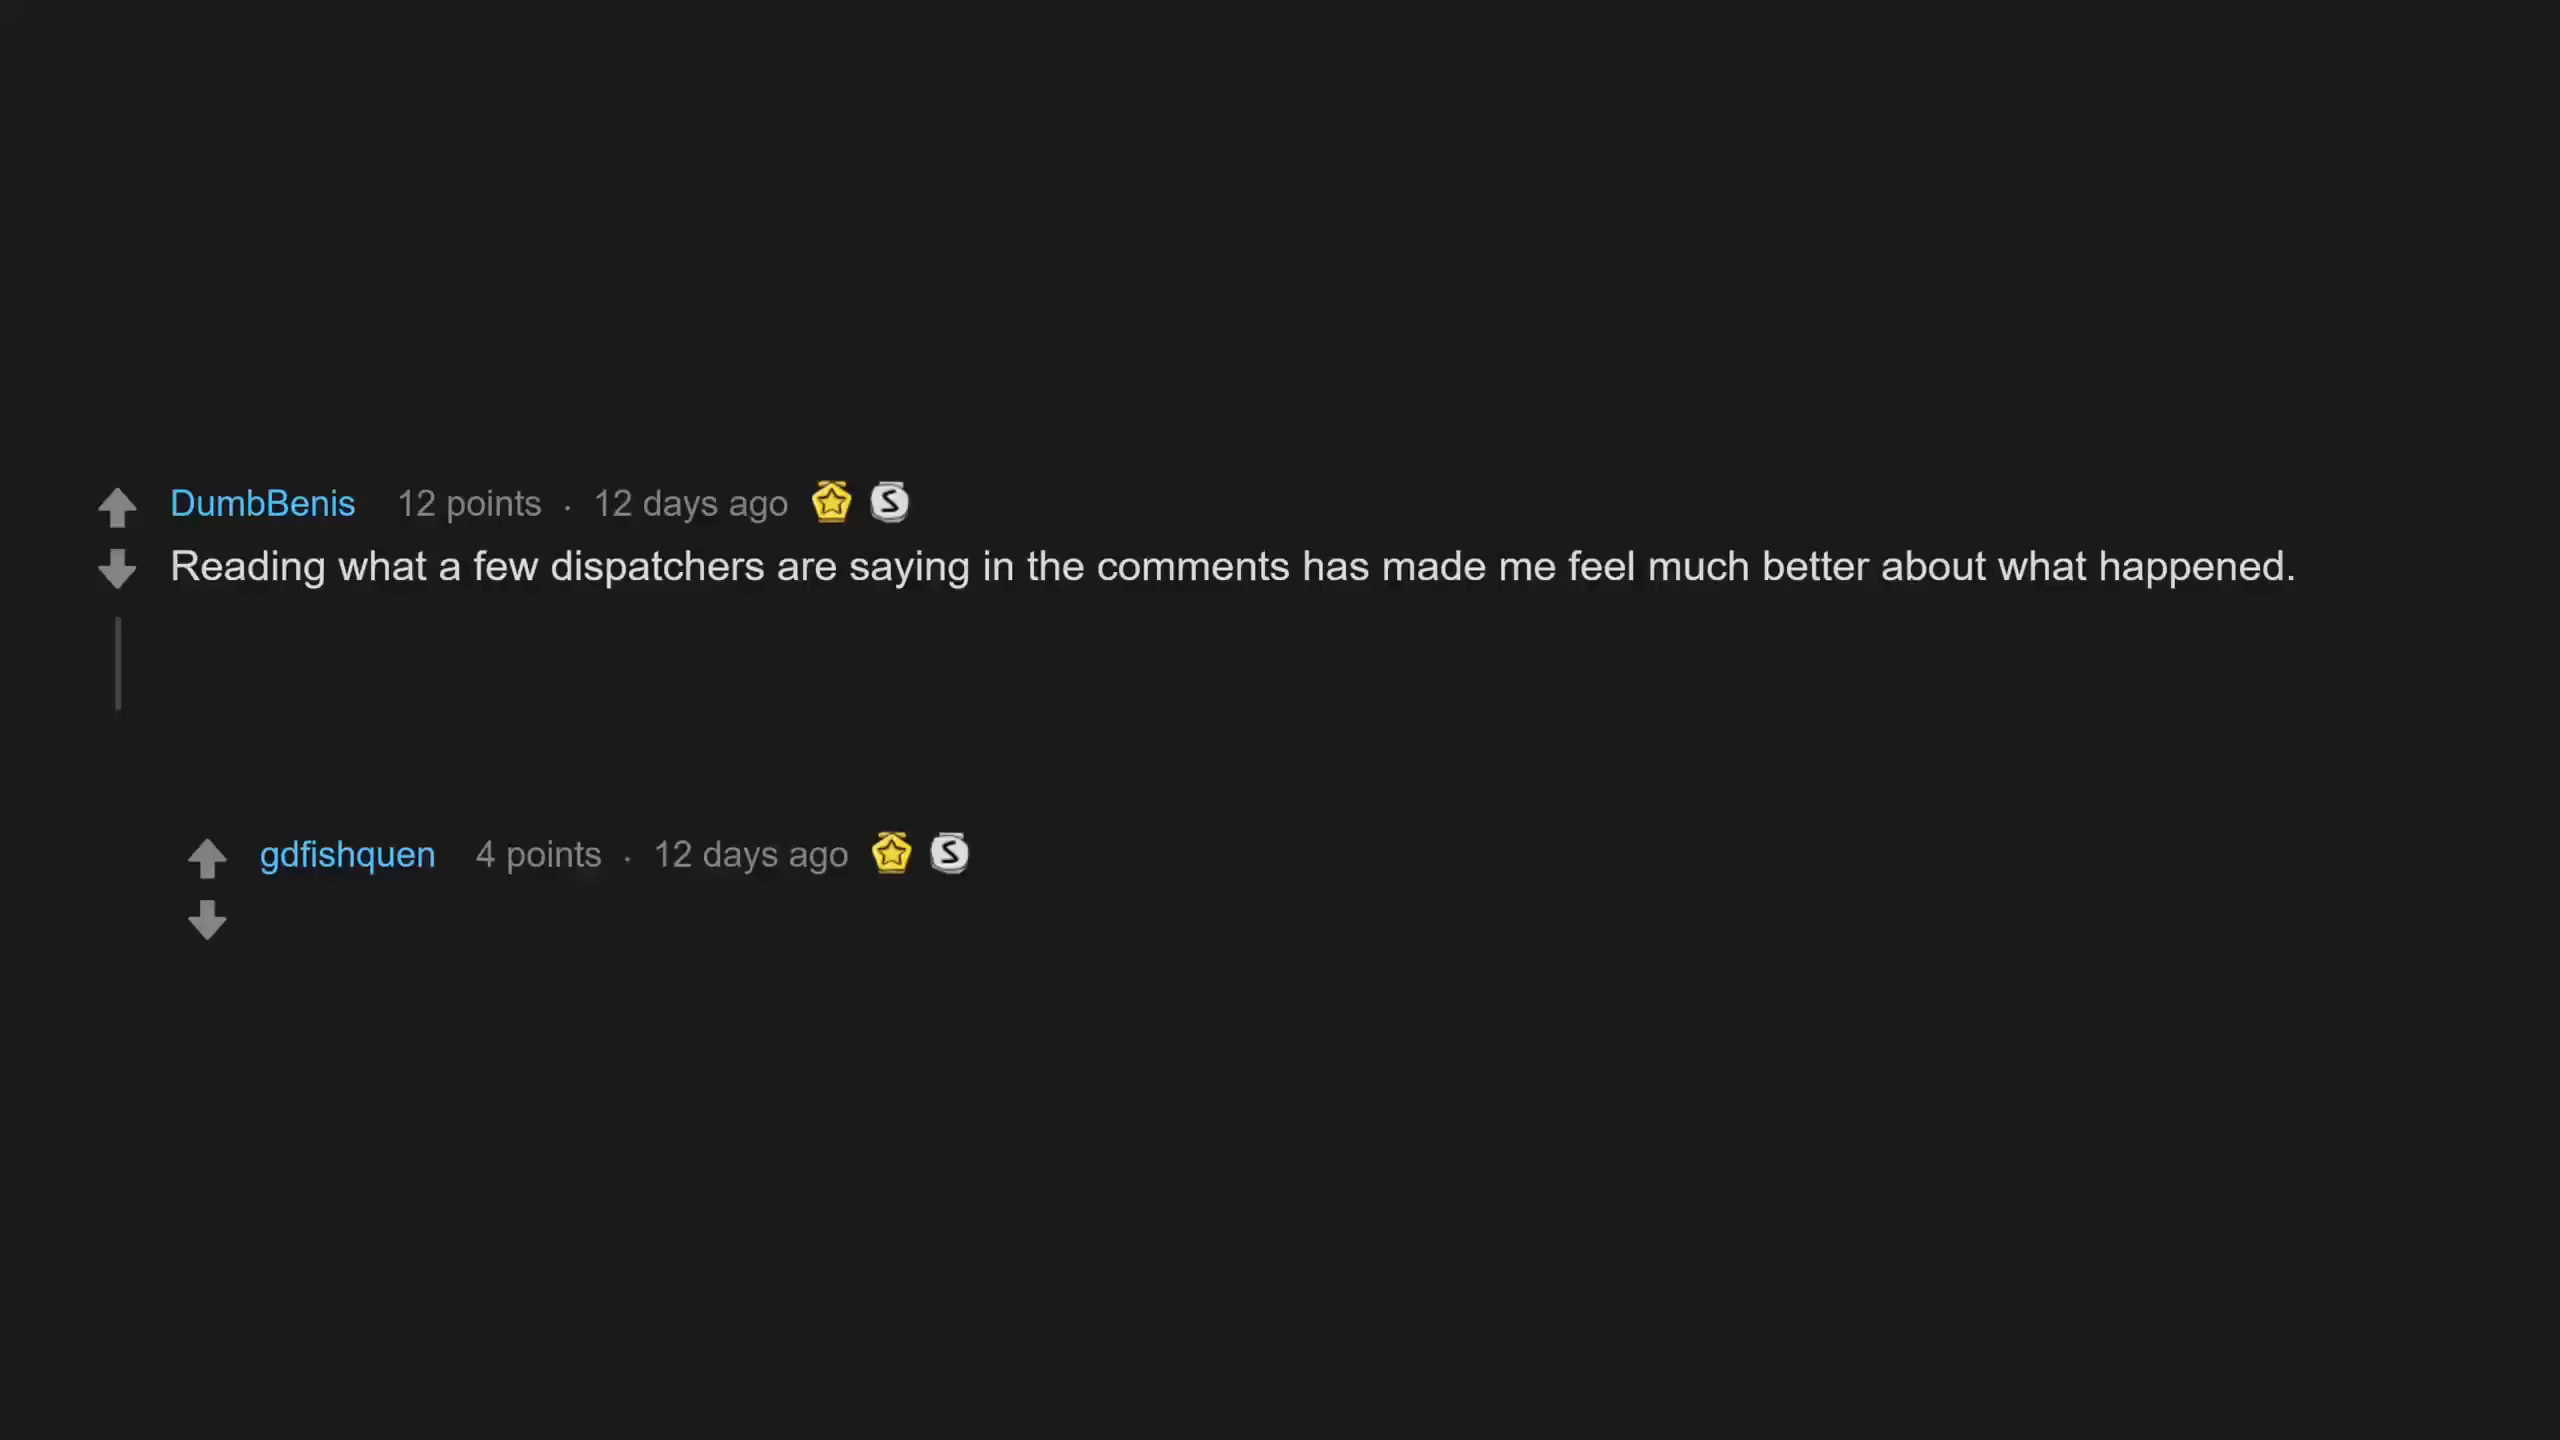 DumbBenis 12 points · 12 days ago
Reading what a few dispatchers are saying in the comments has made me feel much better about what happened.
gdfishquen 4 points · 12 days ago